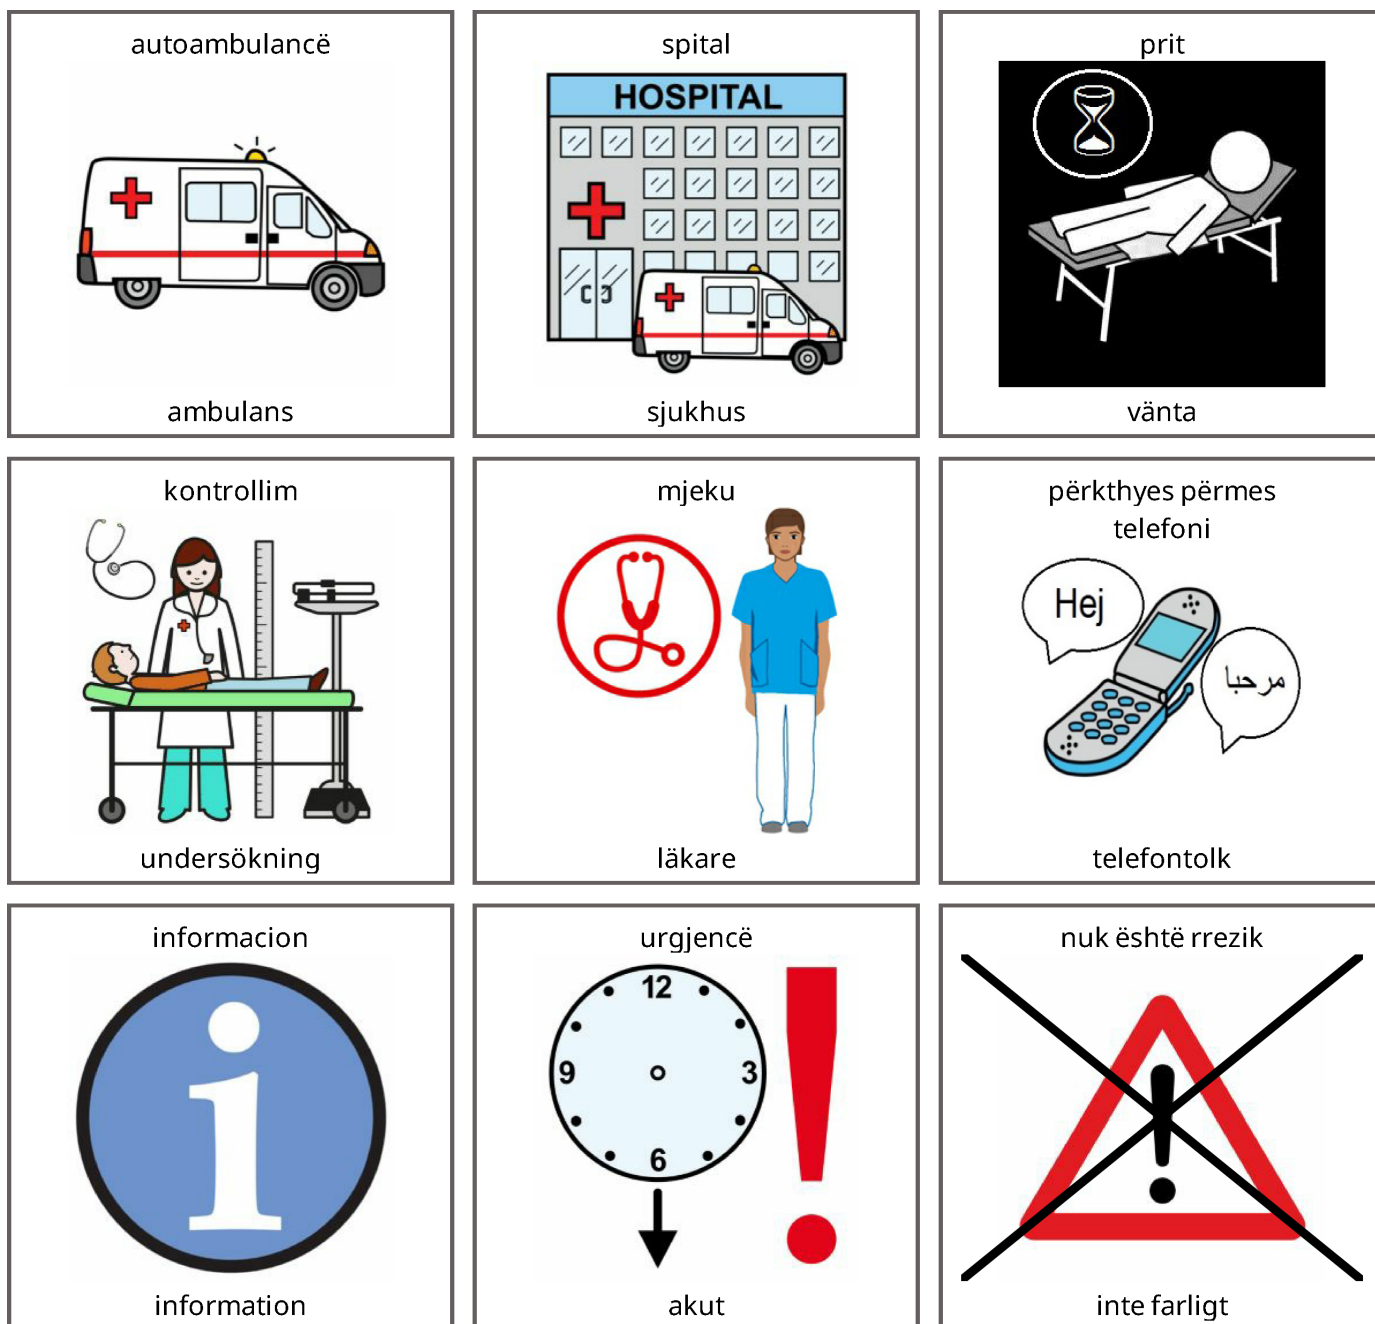 autoambulancë
ambulans
spital
HOSPITAL
sjukhus
prit
vänta
kontrollim
undersökning
mjeku
läkare
përkthyes përmes
telefoni
Hej
مرحبا
telefontolk
informacion
i
information
urgjencë
12
9
3
6
!
akut
nuk është rrezik
!
inte farligt